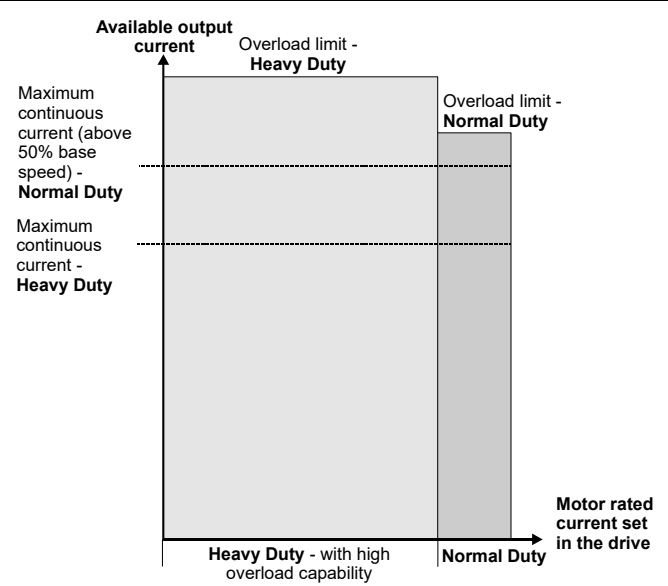 Available output
current
Overload limit -
Heavy Duty
Maximum
continuous
current (above
50% base
speed) -
Normal Duty
Overload limit -
Normal Duty
Maximum
continuous
current -
Heavy Duty
Motor rated
current set
in the drive
Heavy Duty - with high
overload capability
Normal Duty